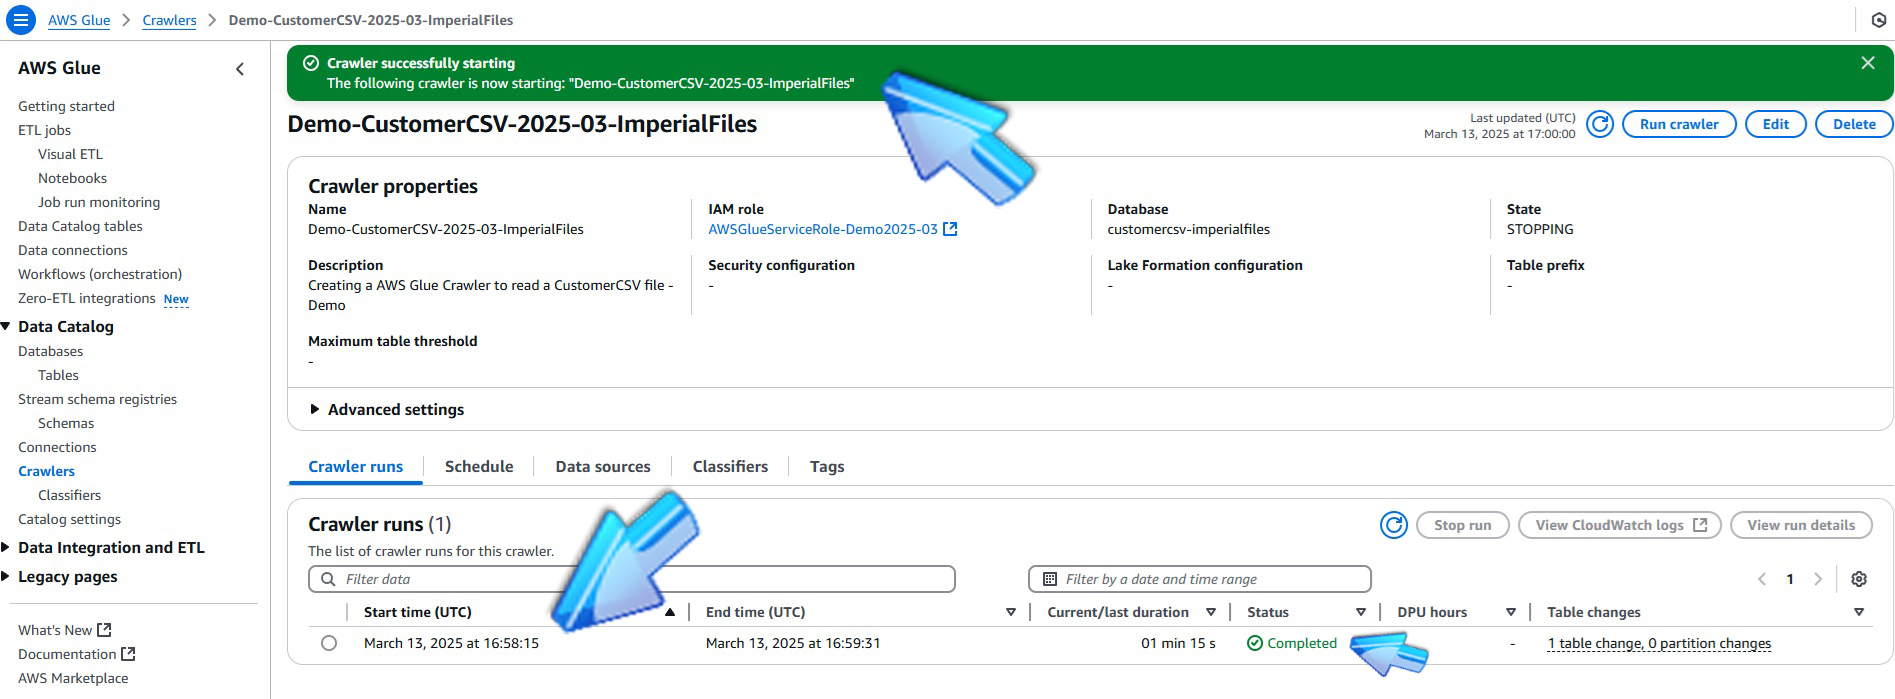 AWS Glue > Crawlers > Demo-CustomerCSV-2025-03-ImperialFiles
AWS Glue
Getting started
ETL jobs
Visual ETL
Notebooks
Job run monitoring
Data Catalog tables
Data connections
Workflows (orchestration)
Zero-ETL integrations New
Data Catalog
Databases
Tables
Stream schema registries
Schemas
Connections
Crawlers
Classifiers
Catalog settings
Data Integration and ETL
Legacy pages
What's New
Documentation
AWS Marketplace
Crawler successfully starting
The following crawler is now starting: "Demo-CustomerCSV-2025-03-ImperialFiles"
Demo-CustomerCSV-2025-03-ImperialFiles
Last updated (UTC)
March 13, 2025 at 17:00:00
Run crawler Edit Delete
Crawler properties
Name
Demo-CustomerCSV-2025-03-ImperialFiles
IAM role
AWSGlueServiceRole-Demo2025-03
Database
customercsv-imperialfiles
State
STOPPING
Description
Creating a AWS Glue Crawler to read a CustomerCSV file -
Demo
Security configuration
-
Lake Formation configuration
-
Table prefix
-
Maximum table threshold
-
Advanced settings
Crawler runs Schedule Data sources Classifiers Tags
Crawler runs (1)
The list of crawler runs for this crawler.
Stop run View CloudWatch logs View run details
Filter data Filter by a date and time range 1
Start time (UTC) End time (UTC) Current/last duration Status DPU hours Table changes
March 13, 2025 at 16:58:15 March 13, 2025 at 16:59:31 01 min 15 s Completed - 1 table change, 0 partition changes